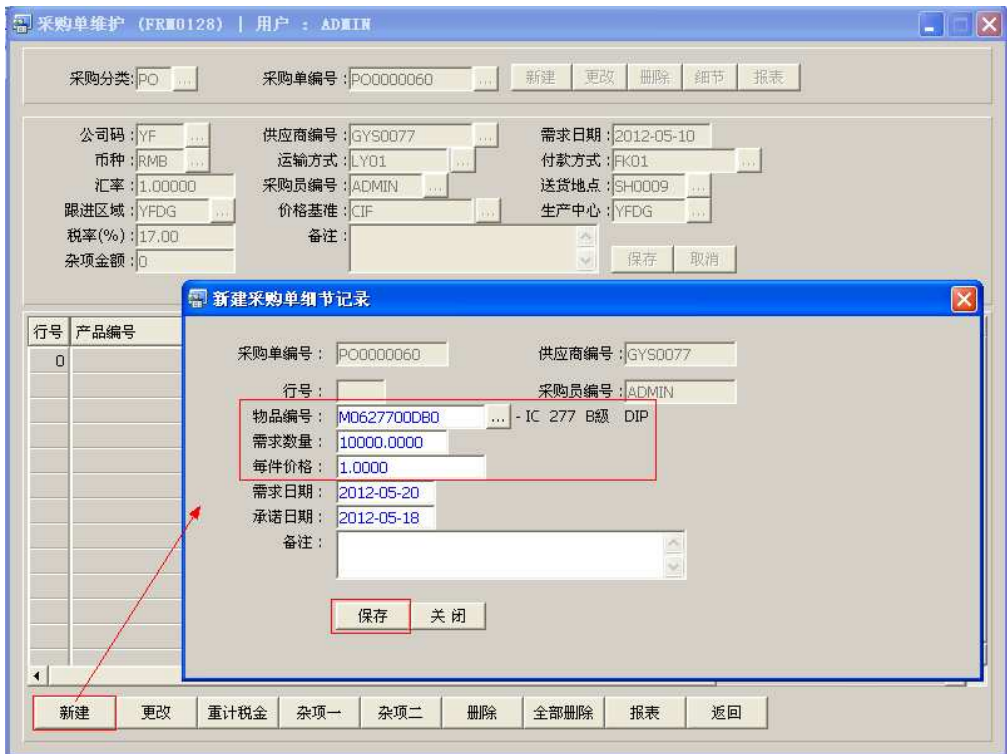 采购单维护 (FRM0128) | 用户 : ADMIN
采购分类: PO ... 采购单编号 : PO0000060 ... 新建 更改 删除 细节 报表
公司码 : YF ... 供应商编号 : GYS0077 ... 需求日期 : 2012-05-10
币种 : RMB ... 运输方式 : LY01 ... 付款方式 : FK01 ...
汇率 : 1.00000 采购员编号 : ADMIN ... 送货地点 : SH0009 ...
跟进区域 : YFDG ... 价格基准 : CIF ... 生产中心 : YFDG ...
税率(%) : 17.00 备注 :
杂项金额 : 0 保存 取消
新建采购单细节记录
行号 产品编号
0
采购单编号 : PO0000060 供应商编号 : GYS0077
行号 : 采购员编号 : ADMIN
物品编号 : M0627700DB0 ... - IC 277 B級 DIP
需求数量 : 10000.0000
每件价格 : 1.0000
需求日期 : 2012-05-20
承诺日期 : 2012-05-18
备注 :
保存 关 闭
新建 更改 重计税金 杂项一 杂项二 删除 全部删除 报表 返回